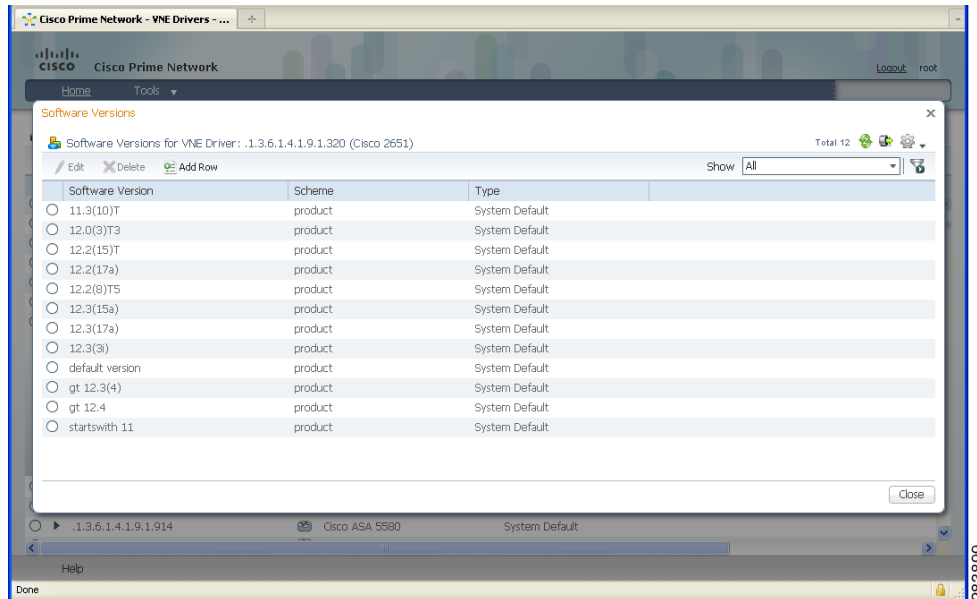 Cisco Prime Network - VNE Drivers - ...
CISCO Cisco Prime Network
Logout root
Home Tools
Software Versions
Software Versions for VNE Driver: .1.3.6.1.4.1.9.1.320 (Cisco 2651)
Total 12
Edit Delete Add Row Show All
Software Version Scheme Type
11.3(10)T product System Default
12.0(3)T3 product System Default
12.2(15)T product System Default
12.2(17a) product System Default
12.2(8)T5 product System Default
12.3(15a) product System Default
12.3(17a) product System Default
12.3(3i) product System Default
default version product System Default
gt 12.3(4) product System Default
gt 12.4 product System Default
startswith 11 product System Default
Close
.1.3.6.1.4.1.9.1.914 Cisco ASA 5580 System Default
Help
Done